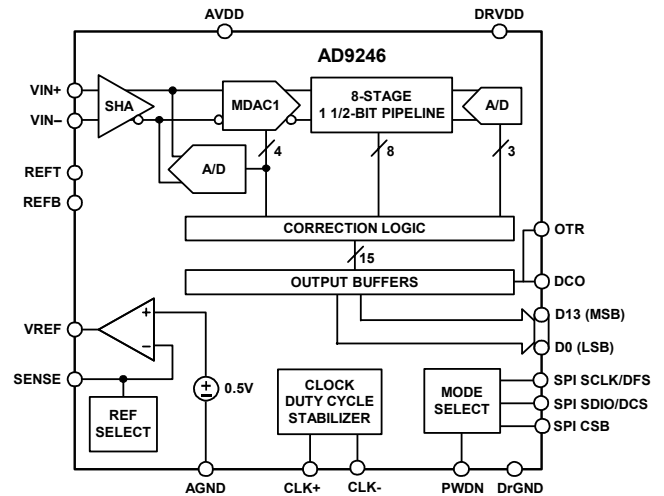 AVDD
DRVDD
AD9246
VIN+
VIN–
SHA
MDAC1
8-STAGE
1 1/2-BIT PIPELINE
A/D
A/D
4
8
3
REFT
REFB
CORRECTION LOGIC
15
OUTPUT BUFFERS
OTR
DCO
D13 (MSB)
D0 (LSB)
VREF
SENSE
+
–
0.5V
REF
SELECT
CLOCK
DUTY CYCLE
STABILIZER
MODE
SELECT
SPI SCLK/DFS
SPI SDIO/DCS
SPI CSB
AGND
CLK+
CLK-
PWDN
DrGND